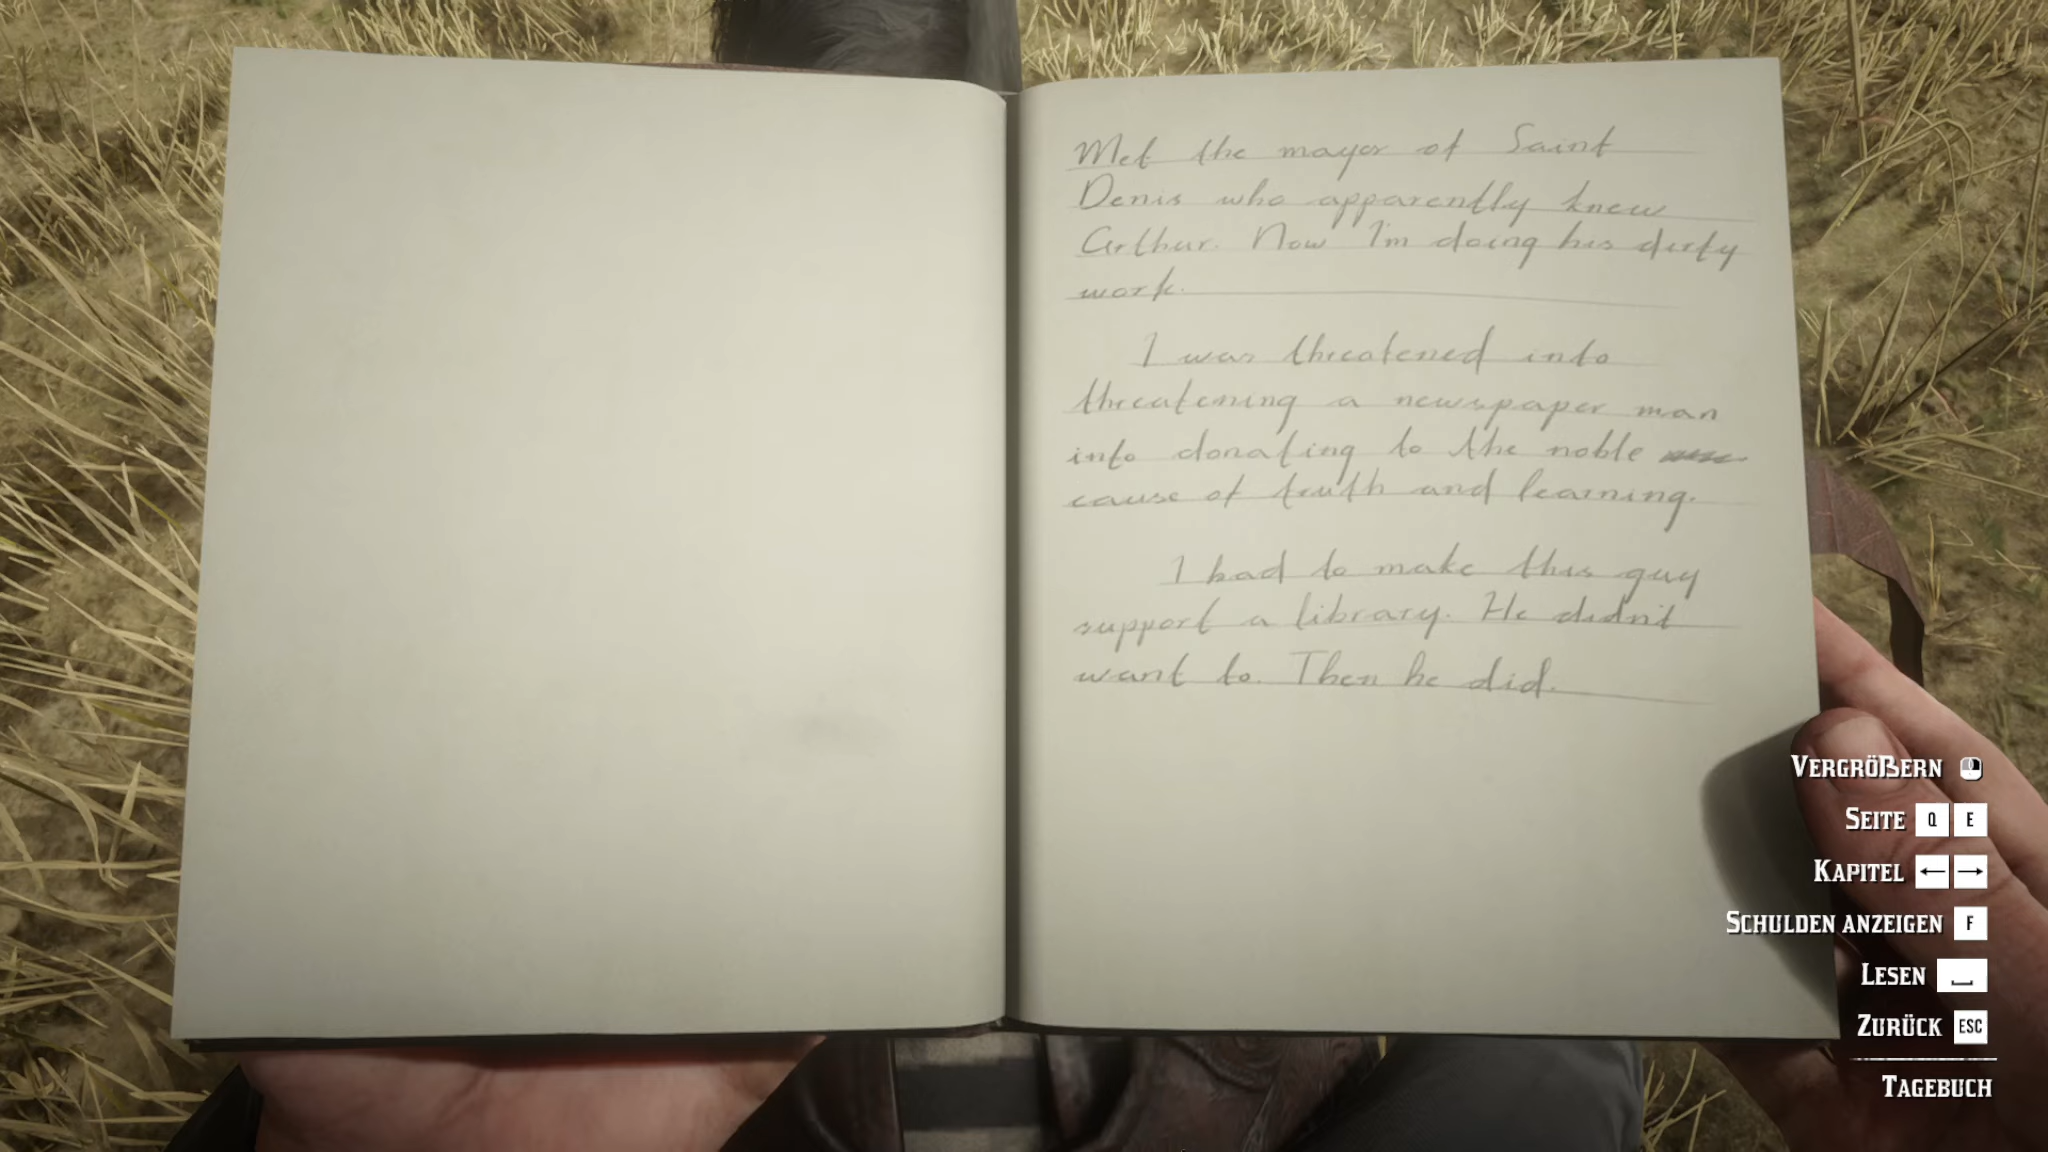 Met the mayor of Saint
Denis who apparently knew
Arthur. Now I'm doing his dirty
work.
I was threatened into
threatening a newspaper man
into donating to the noble
cause of truth and learning.
I had to make this guy
support a library. He didn't
want to. Then he did.
VERGRÖßERN
SEITE Q E
KAPITEL ← →
SCHULDEN ANZEIGEN F
LESEN
ZURÜCK ESC
TAGEBUCH